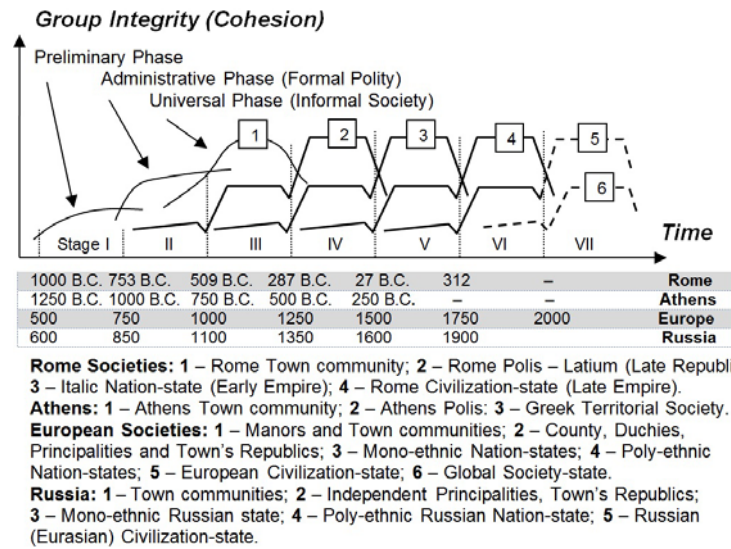 Group Integrity (Cohesion)
Preliminary Phase
Administrative Phase (Formal Polity)
Universal Phase (Informal Society)
1
2
3
4
5
6
Time
Stage I II III IV V VI VII
1000 B.C. 753 B.C. 509 B.C. 287 B.C. 27 B.C. 312 – Rome
1250 B.C. 1000 B.C. 750 B.C. 500 B.C. 250 B.C. – – Athens
500 750 1000 1250 1500 1750 2000 Europe
600 850 1100 1350 1600 1900 Russia
Rome Societies: 1 – Rome Town community; 2 – Rome Polis – Latium (Late Republi
3 – Italic Nation-state (Early Empire); 4 – Rome Civilization-state (Late Empire).
Athens: 1 – Athens Town community; 2 – Athens Polis: 3 – Greek Territorial Society.
European Societies: 1 – Manors and Town communities; 2 – County, Duchies,
Principalities and Town's Republics; 3 – Mono-ethnic Nation-states; 4 – Poly-ethnic
Nation-states; 5 – European Civilization-state; 6 – Global Society-state.
Russia: 1 – Town communities; 2 – Independent Principalities, Town's Republics;
3 – Mono-ethnic Russian state; 4 – Poly-ethnic Russian Nation-state; 5 – Russian
(Eurasian) Civilization-state.